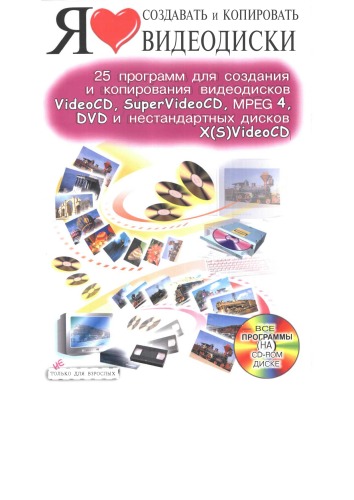 Я СОЗДАВАТЬ и КОПИРОВАТЬ
ВИДЕОДИСКИ
25 программ для создания
и копирования видеодисков
VideoCD, SuperVideoCD, MPEG 4,
DVD и нестандартных дисков
X(S)VideoCD
ВСЕ
ПРОГРАММЫ
(НА)
CD-ROM
ДИСКЕ
НЕ
ТОЛЬКО ДЛЯ ВЗРОСЛЫХ